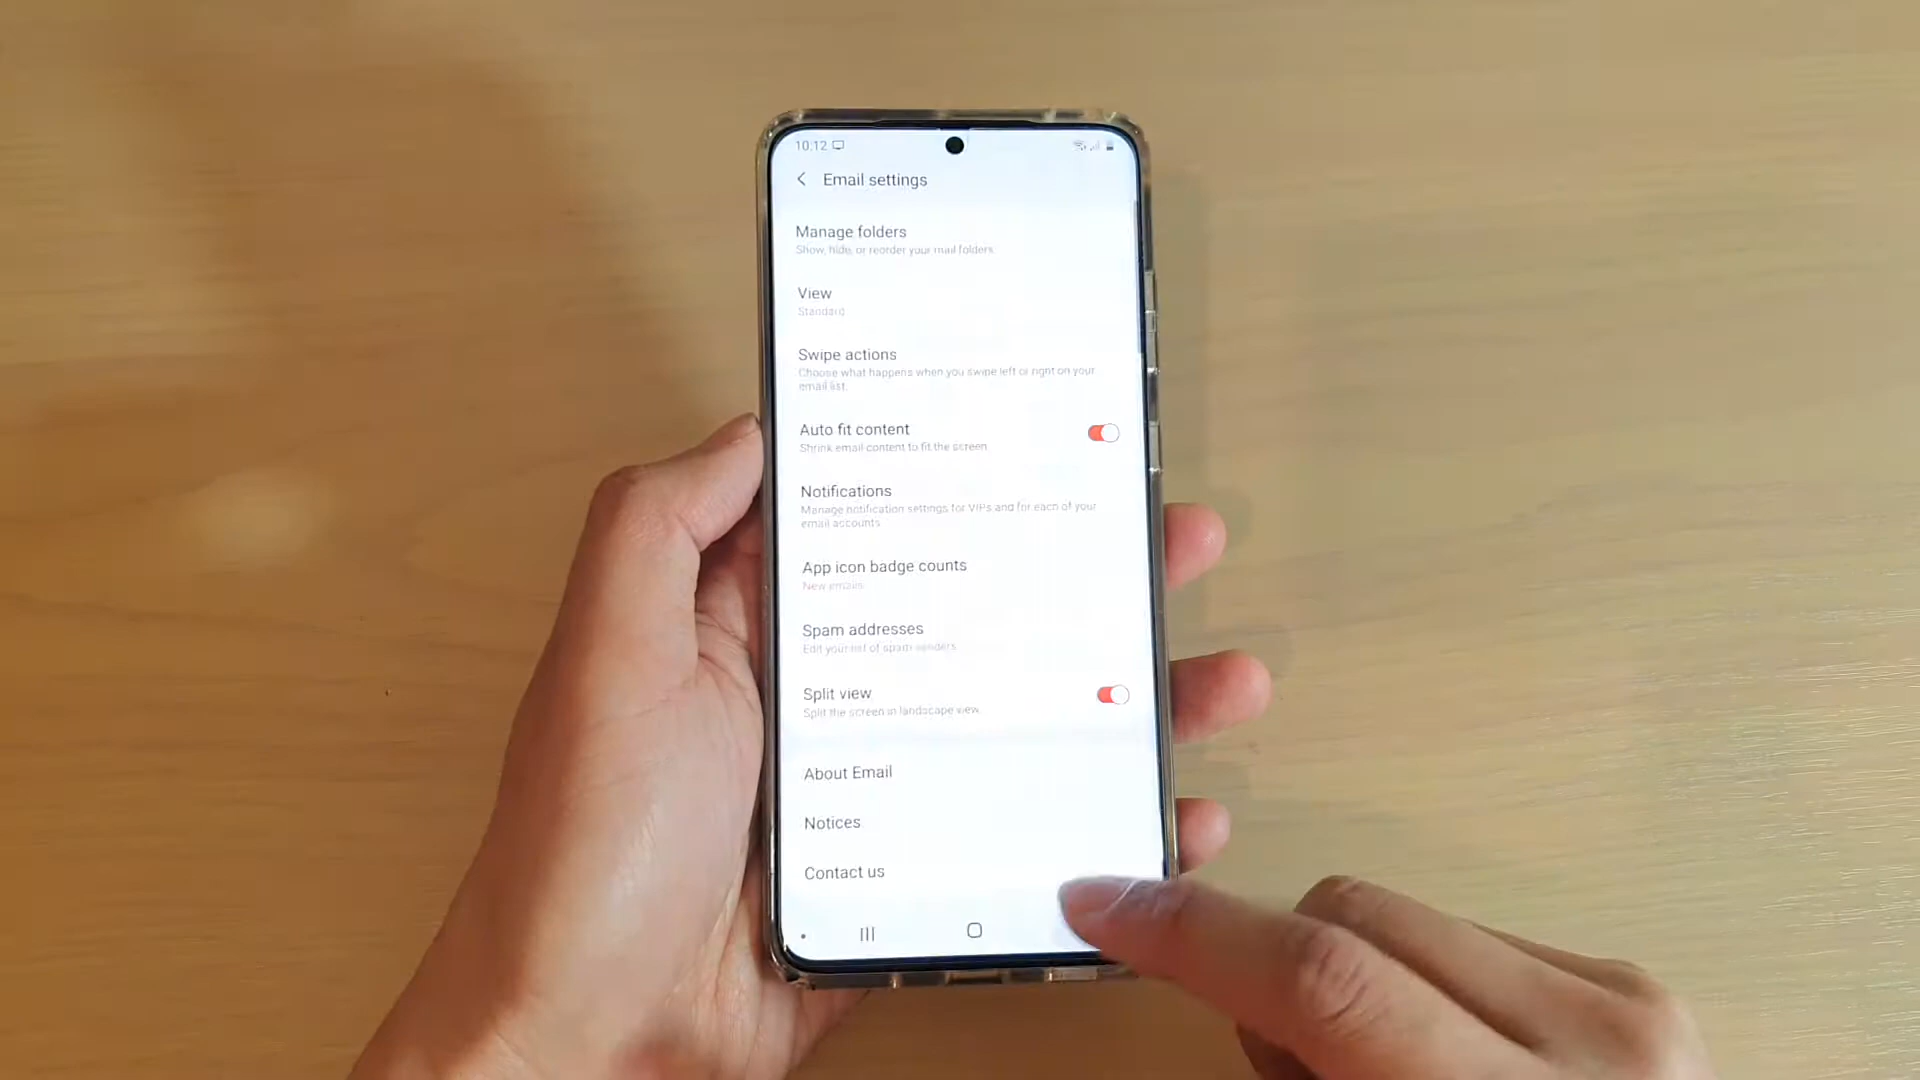 10:12
Email settings
Manage folders
Show, hide, or reorder your mail folders.
View
Standard
Swipe actions
Choose what happens when you swipe left or right on your
email list.
Auto fit content
Shrink email content to fit the screen.
Notifications
Manage notification settings for VIPs and for each of your
email accounts.
App icon badge counts
New emails
Spam addresses
Edit your list of spam senders.
Split view
Split the screen in landscape view.
About Email
Notices
Contact us